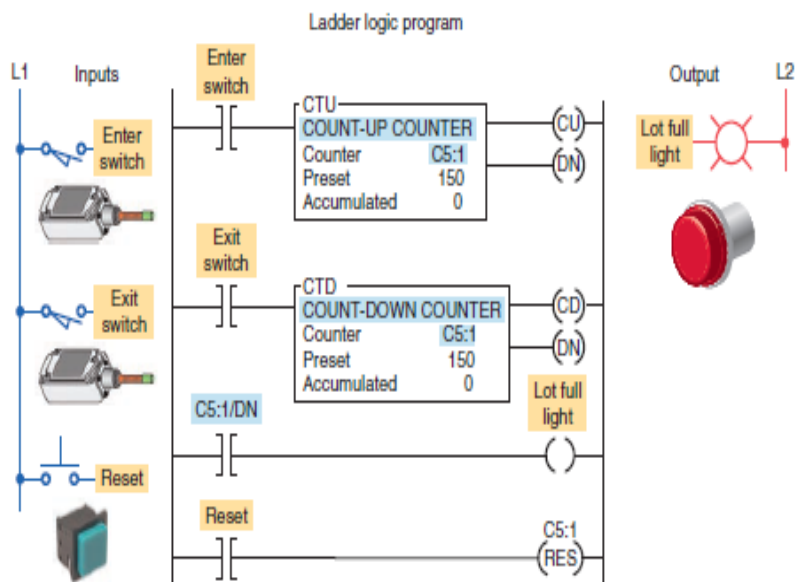 Ladder logic program
L1
Inputs
Output
L2
Enter
switch
Enter
switch
CTU
COUNT-UP COUNTER
Counter C5:1
Preset 150
Accumulated 0
CU
DN
Lot full
light
Exit
switch
Exit
switch
CTD
COUNT-DOWN COUNTER
Counter C5:1
Preset 150
Accumulated 0
CD
DN
C5:1/DN
Lot full
light
Reset
Reset
C5:1
RES